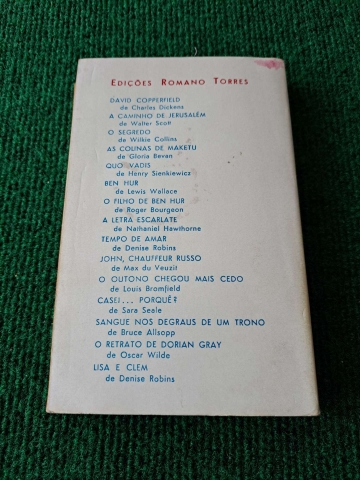 EDIÇÕES ROMANO TORRES
DAVID COPPERFIELD
de Charles Dickens
A CAMINHO DE JERUSALÉM
de Walter Scott
O SEGREDO
de Wilkie Collins
AS COLINAS DE MAKETU
de Gloria Bevan
QUO VADIS
de Henry Sienkiewicz
BEN HUR
de Lewis Wallace
O FILHO DE BEN HUR
de Roger Bourgeon
A LETRA ESCARLATE
de Nathaniel Hawthorne
TEMPO DE AMAR
de Denise Robins
JOHN, CHAUFFEUR RUSSO
de Max du Veuzit
O OUTONO CHEGOU MAIS CEDO
de Louis Bromfield
CASEI... PORQUÊ?
de Sara Seale
SANGUE NOS DEGRAUS DE UM TRONO
de Bruce Allsopp
O RETRATO DE DORIAN GRAY
de Oscar Wilde
LISA E CLEM
de Denise Robins